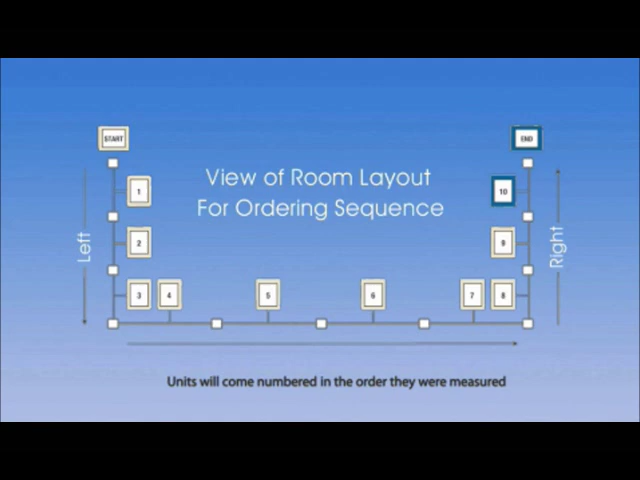 START
END
View of Room Layout
For Ordering Sequence
1
10
2
9
Left
Right
3
4
5
6
7
8
Units will come numbered in the order they were measured